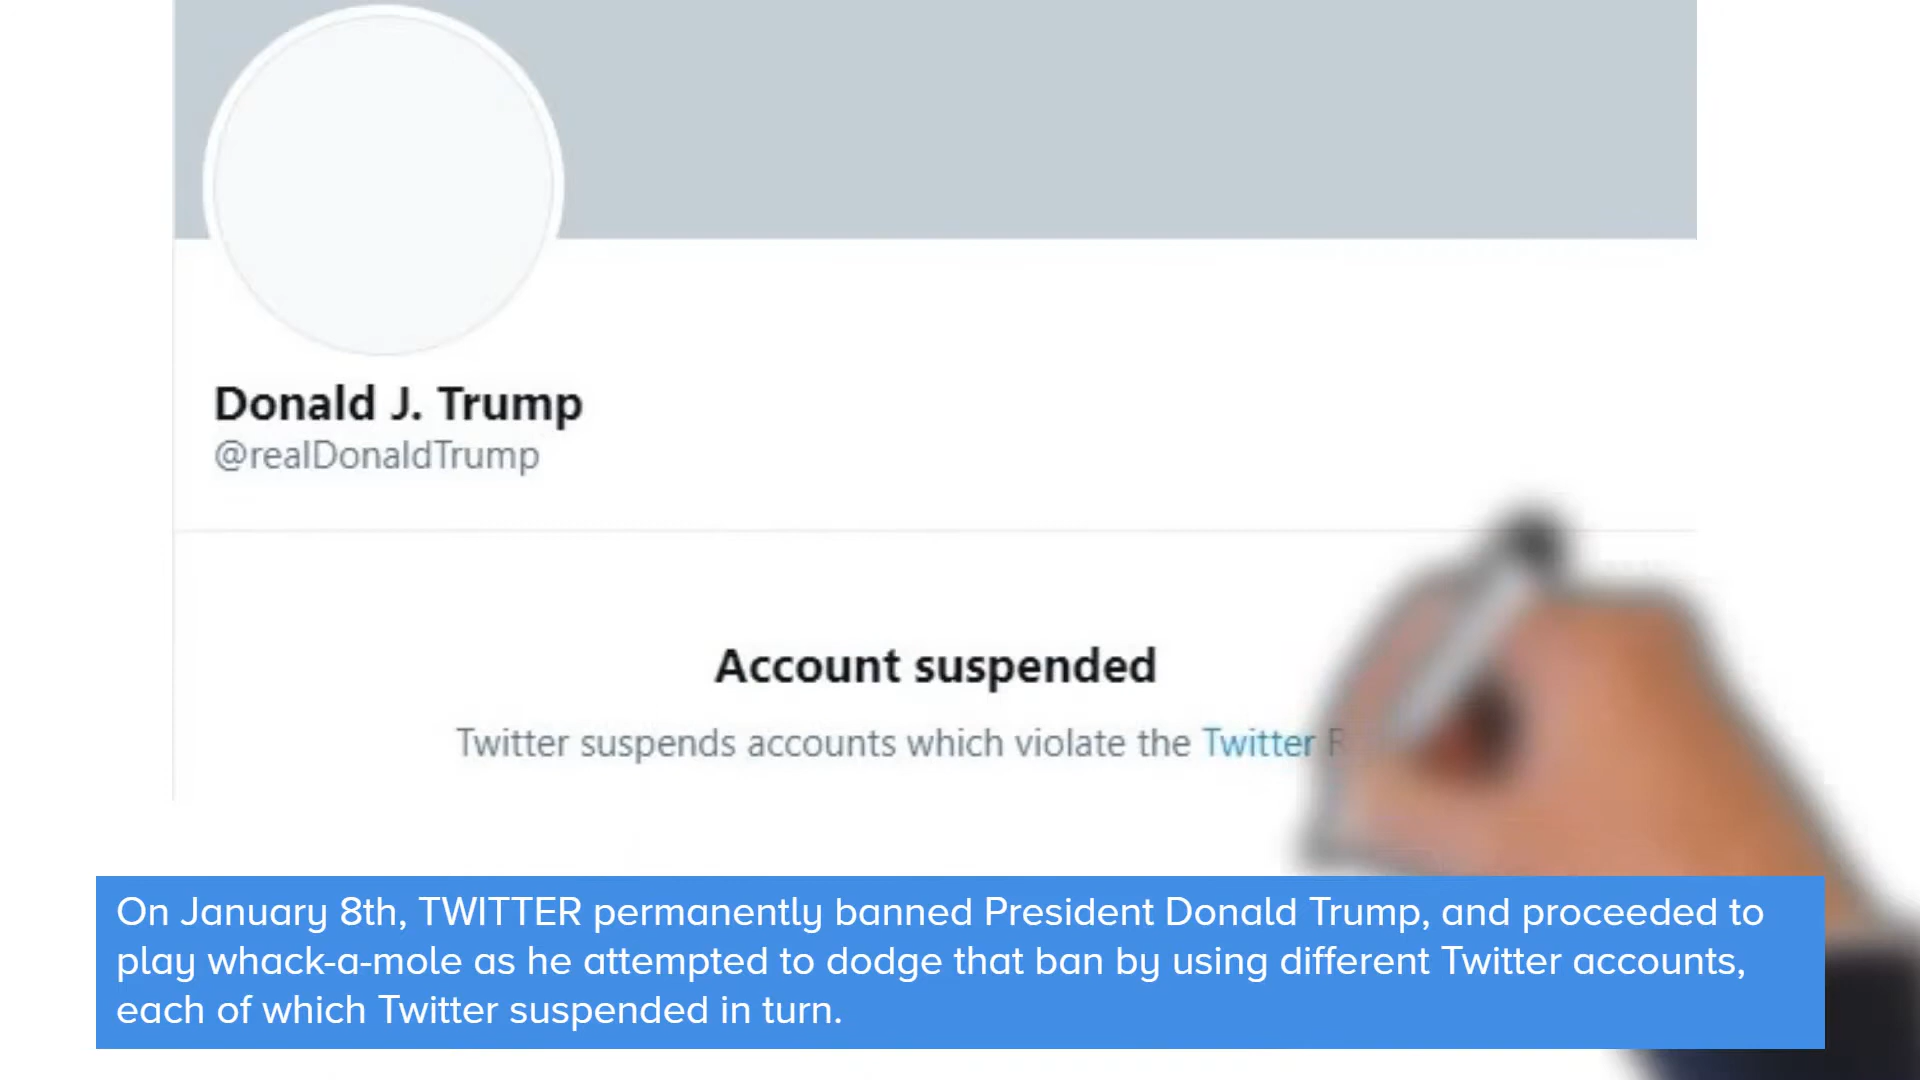 Donald J. Trump
@realDonaldTrump
Account suspended
Twitter suspends accounts which violate the Twitter
On January 8th, TWITTER permanently banned President Donald Trump, and proceeded to
play whack-a-mole as he attempted to dodge that ban by using different Twitter accounts,
each of which Twitter suspended in turn.